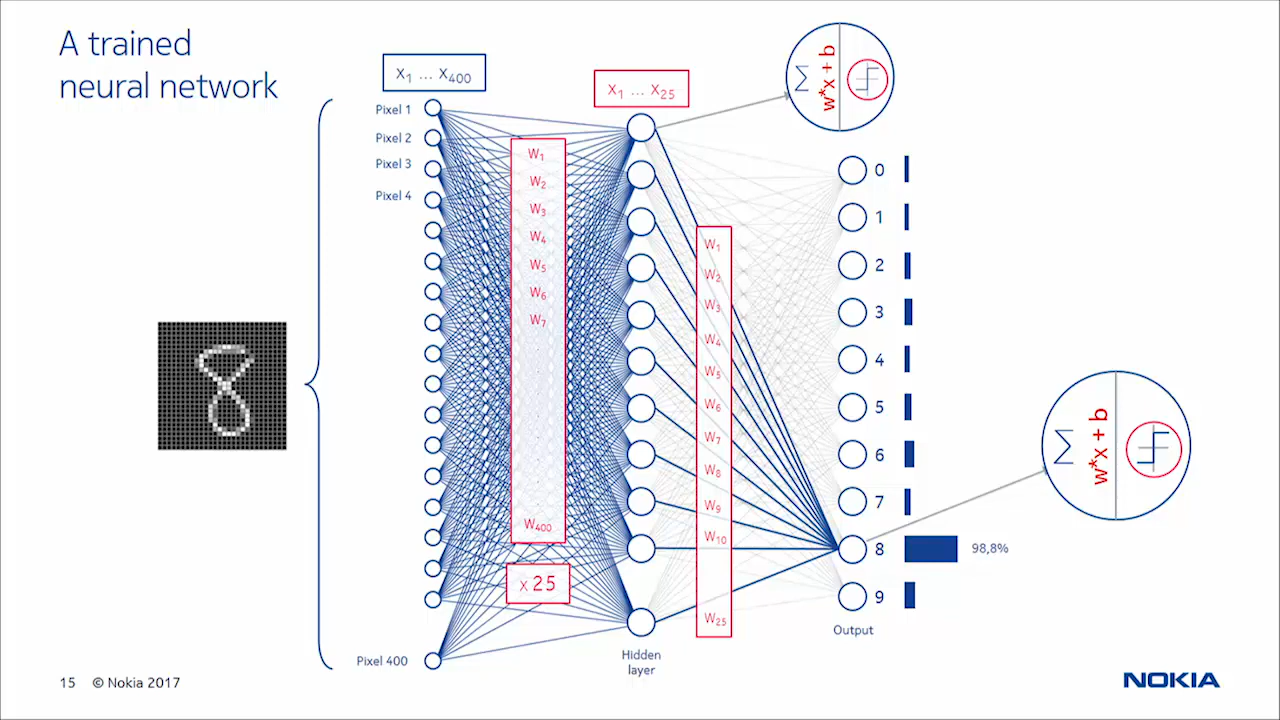 A trained
neural network
x₁ ... x₄₀₀
x₁ ... x₂₅
Σ
w*x + b
Pixel 1
Pixel 2
Pixel 3
Pixel 4
Pixel 400
W₁
W₂
W₃
W₄
W₅
W₆
W₇
.
.
.
.
.
W₄₀₀
x 25
Hidden
layer
W₁
W₂
W₃
W₄
W₅
W₆
W₇
W₈
W₉
W₁₀
W₂₅
0
1
2
3
4
5
6
7
8
98,8%
9
Output
Σ
w*x + b
15 © Nokia 2017
NOKIA